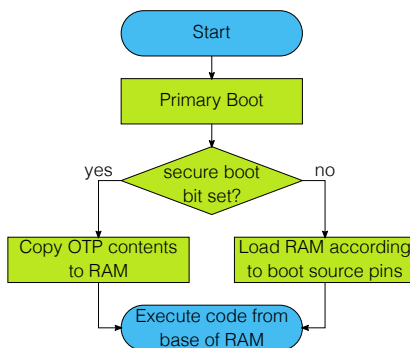 Start
Primary Boot
yes
secure boot
bit set?
no
Copy OTP contents
to RAM
Load RAM according
to boot source pins
Execute code from
base of RAM